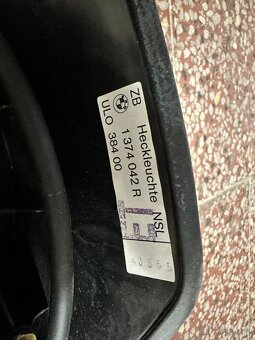 ZB Heckleuchte NSL
1 374 042 R
ULO 384 00